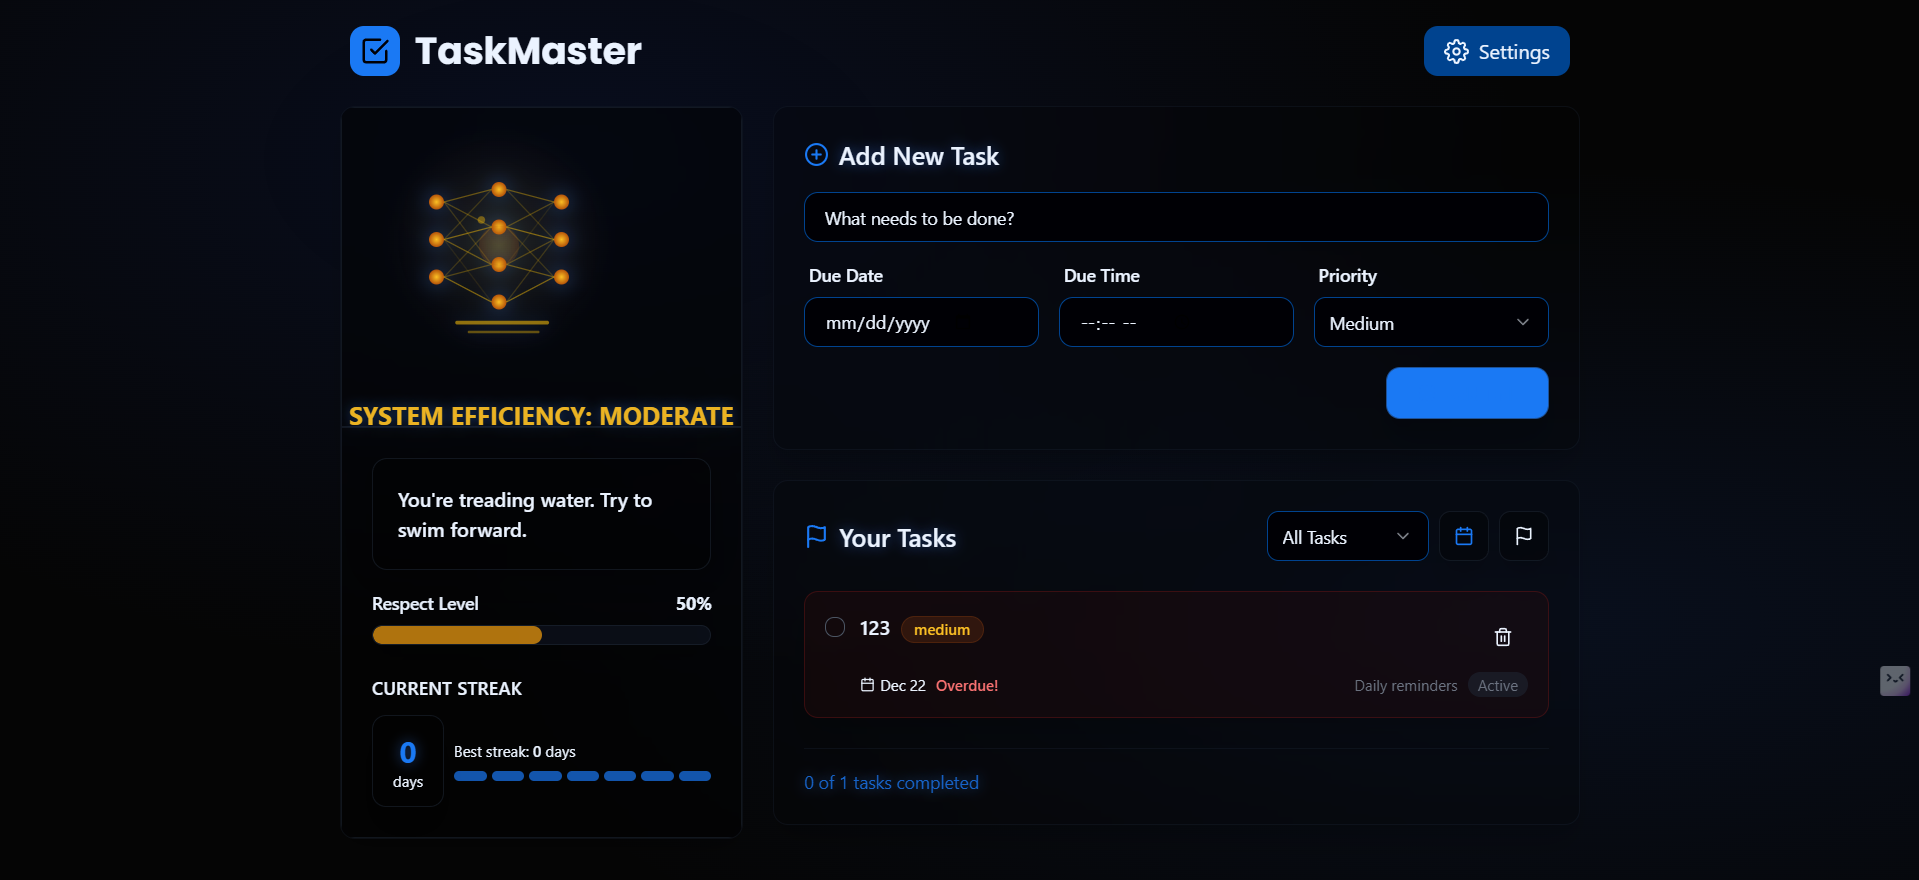 TaskMaster
Settings
SYSTEM EFFICIENCY: MODERATE
You're treading water. Try to
swim forward.
Respect Level 50%
CURRENT STREAK
0
days
Best streak: 0 days
Add New Task
What needs to be done?
Due Date Due Time Priority
mm/dd/yyyy --:-- -- Medium
Your Tasks
All Tasks
123 medium
Dec 22 Overdue! Daily reminders Active
0 of 1 tasks completed